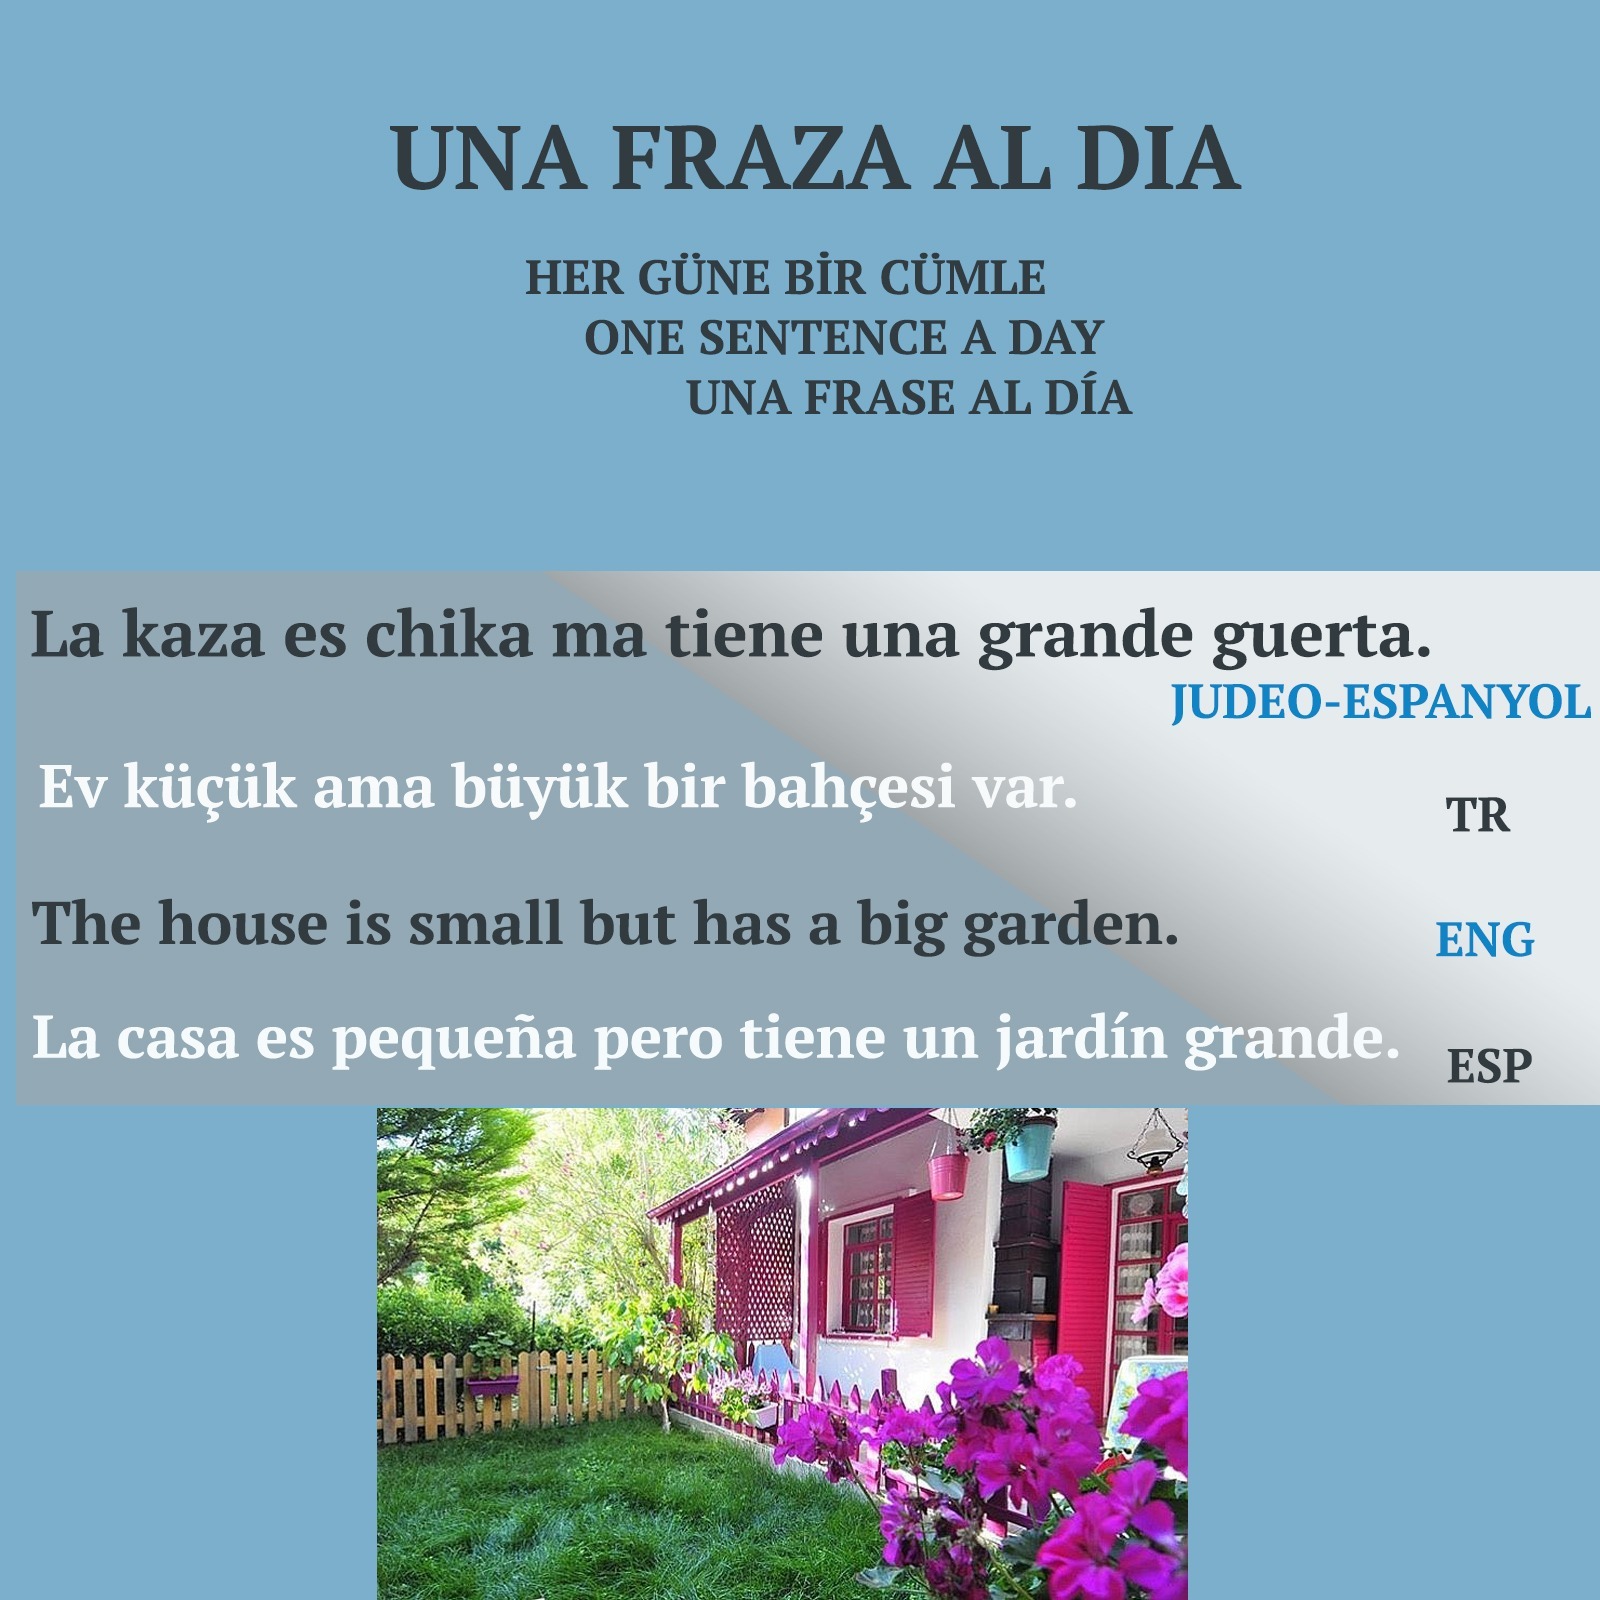 UNA FRAZA AL DIA
HER GÜNE BİR CÜMLE
ONE SENTENCE A DAY
UNA FRASE AL DÍA
La kaza es chika ma tiene una grande guerta.
JUDEO-ESPANYOL
Ev küçük ama büyük bir bahçesi var.
TR
The house is small but has a big garden.
ENG
La casa es pequeña pero tiene un jardín grande.
ESP